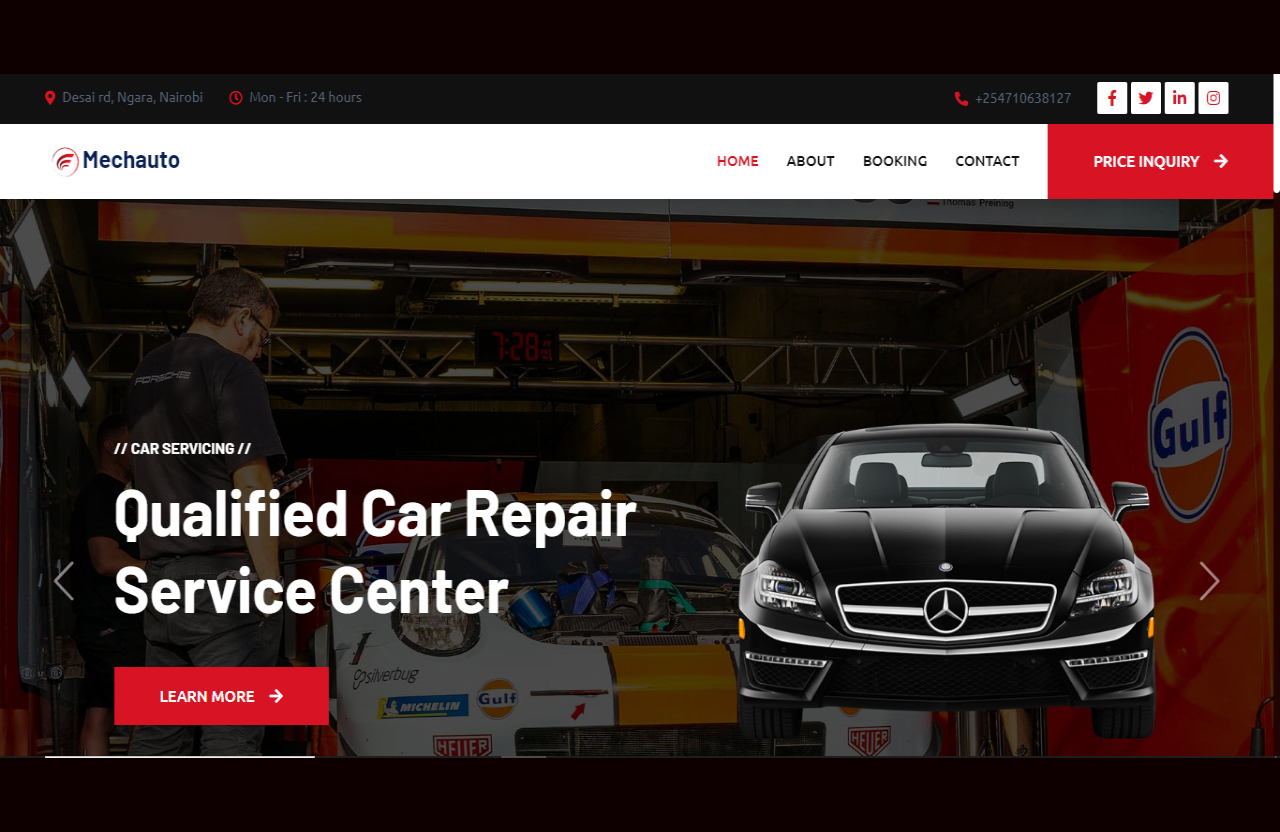 Desai rd, Ngara, Nairobi
Mon - Fri : 24 hours
+254710638127
Mechauto
HOME
ABOUT
BOOKING
CONTACT
PRICE INQUIRY
Thomas Preining
7:28
PORSCHE
Gulf
// CAR SERVICING //
Qualified Car Repair
Service Center
silverbug
LEARN MORE
MICHELIN
Gulf
HEUER
HEUER